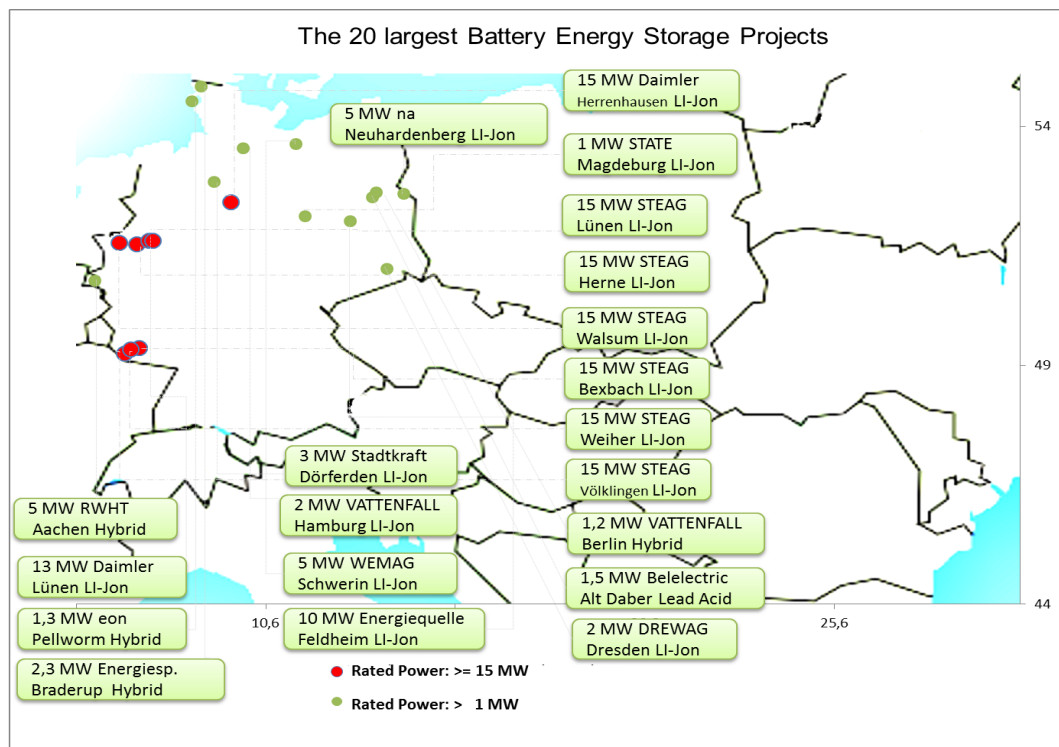 The 20 largest Battery Energy Storage Projects
15 MW Daimler
Herrenhausen LI-Jon
5 MW na
Neuhardenberg LI-Jon
54
1 MW STATE
Magdeburg LI-Jon
15 MW STEAG
Lünen LI-Jon
15 MW STEAG
Herne LI-Jon
15 MW STEAG
Walsum LI-Jon
49
15 MW STEAG
Bexbach LI-Jon
15 MW STEAG
Weiher LI-Jon
3 MW Stadtkraft
Dörferden LI-Jon
15 MW STEAG
Völklingen LI-Jon
5 MW RWHT
Aachen Hybrid
2 MW VATTENFALL
Hamburg LI-Jon
1,2 MW VATTENFALL
Berlin Hybrid
13 MW Daimler
Lünen LI-Jon
5 MW WEMAG
Schwerin LI-Jon
1,5 MW Belelectric
Alt Daber Lead Acid
44
1,3 MW eon
Pellworm Hybrid
10,6
10 MW Energiequelle
Feldheim LI-Jon
25,6
2 MW DREWAG
Dresden LI-Jon
2,3 MW Energiesp.
Braderup Hybrid
Rated Power: >= 15 MW
Rated Power: > 1 MW